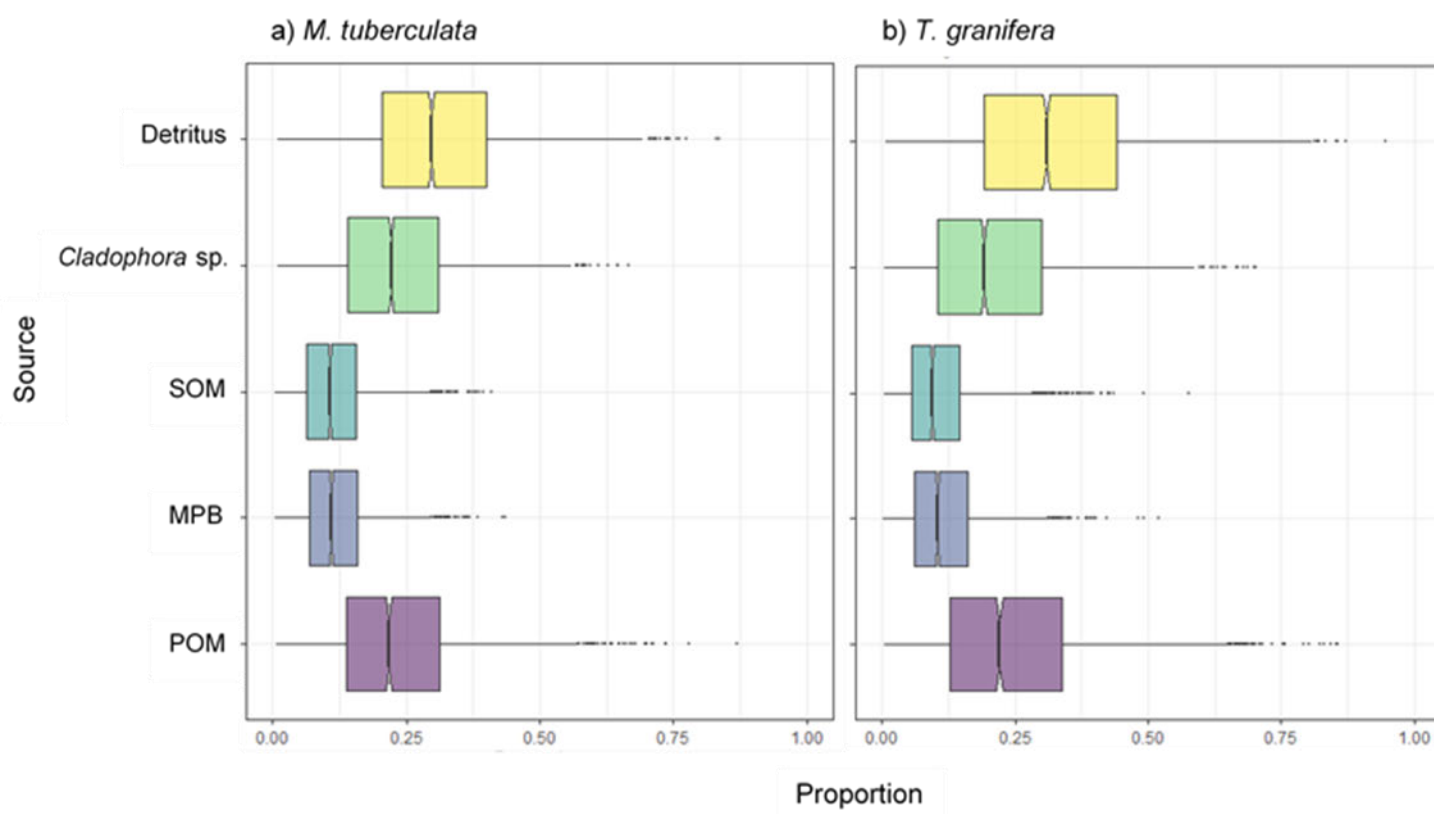 a) M. tuberculata
b) T. granifera
Detritus
Cladophora sp.
SOM
MPB
POM
Source
0.00 0.25 0.50 0.75 1.00
0.00 0.25 0.50 0.75 1.00
Proportion